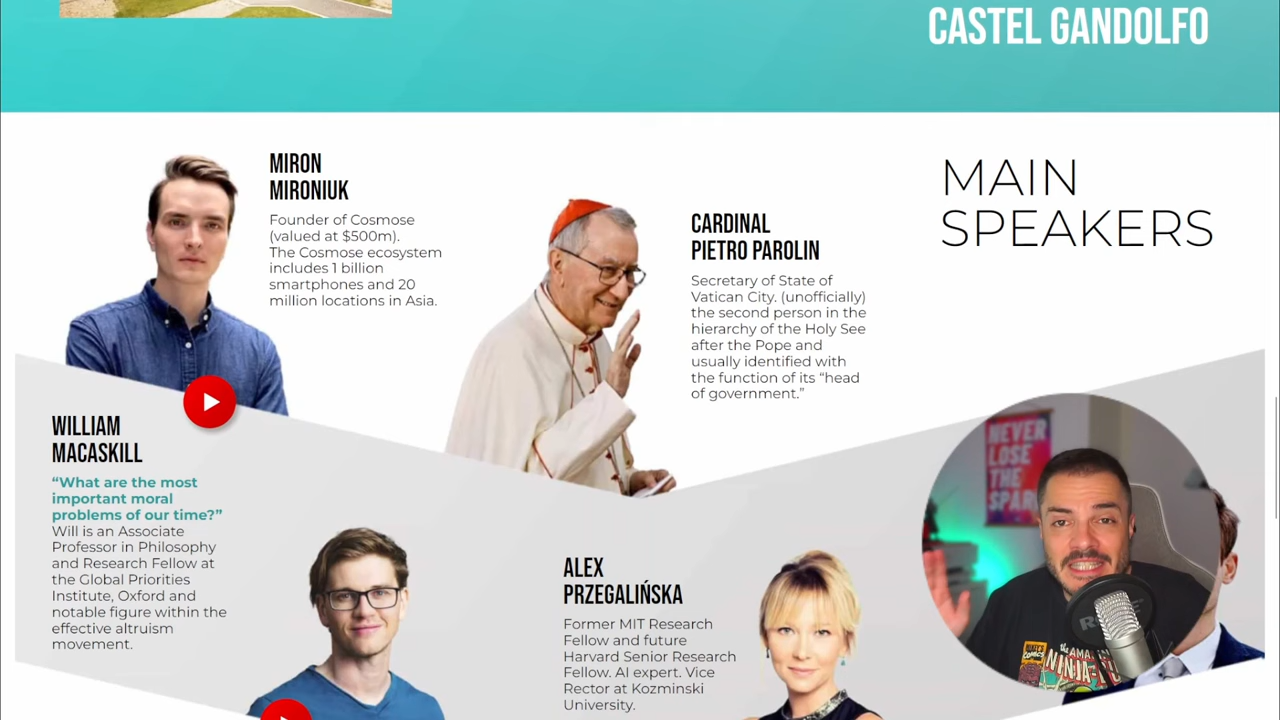 CASTEL GANDOLFO
MAIN
SPEAKERS
MIRON
MIRONIUK
Founder of Cosmose
(valued at $500m).
The Cosmose ecosystem
includes 1 billion
smartphones and 20
million locations in Asia.
CARDINAL
PIETRO PAROLIN
Secretary of State of
Vatican City. (unofficially)
the second person in the
hierarchy of the Holy See
after the Pope and
usually identified with
the function of its “head
of government.”
WILLIAM
MACASKILL
“What are the most
important moral
problems of our time?”
Will is an Associate
Professor in Philosophy
and Research Fellow at
the Global Priorities
Institute, Oxford and
notable figure within the
effective altruism
movement.
ALEX
PRZEGALIŃSKA
Former MIT Research
Fellow and future
Harvard Senior Research
Fellow. AI expert. Vice
Rector at Kozminski
University.
NEVER
LOSE
THE
SPAR